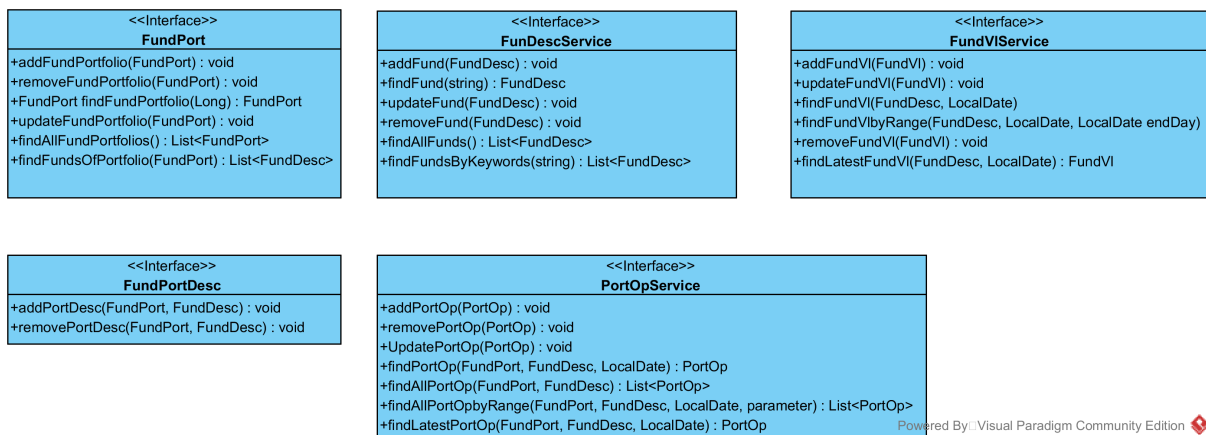 <<Interface>>
FundPort
+addFundPortfolio(FundPort) : void
+removeFundPortfolio(FundPort) : void
+FundPort findFundPortfolio(Long) : FundPort
+updateFundPortfolio(FundPort) : void
+findAllFundPortfolios() : List<FundPort>
+findFundsOfPortfolio(FundPort) : List<FundDesc>
<<Interface>>
FunDescService
+addFund(FundDesc) : void
+findFund(string) : FundDesc
+updateFund(FundDesc) : void
+removeFund(FundDesc) : void
+findAllFunds() : List<FundDesc>
+findFundsByKeywords(string) : List<FundDesc>
<<Interface>>
FundVlService
+addFundVl(FundVl) : void
+updateFundVl(FundVl) : void
+findFundVl(FundDesc, LocalDate)
+findFundVlbyRange(FundDesc, LocalDate, LocalDate endDay)
+removeFundVl(FundVl) : void
+findLatestFundVl(FundDesc, LocalDate) : FundVl
<<Interface>>
FundPortDesc
+addPortDesc(FundPort, FundDesc) : void
+removePortDesc(FundPort, FundDesc) : void
<<Interface>>
PortOpService
+addPortOp(PortOp) : void
+removePortOp(PortOp) : void
+UpdatePortOp(PortOp) : void
+findPortOp(FundPort, FundDesc, LocalDate) : PortOp
+findAllPortOp(FundPort, FundDesc) : List<PortOp>
+findAllPortOpbyRange(FundPort, FundDesc, LocalDate, parameter) : List<PortOp>
+findLatestPortOp(FundPort, FundDesc, LocalDate) : PortOp
Powered By Visual Paradigm Community Edition